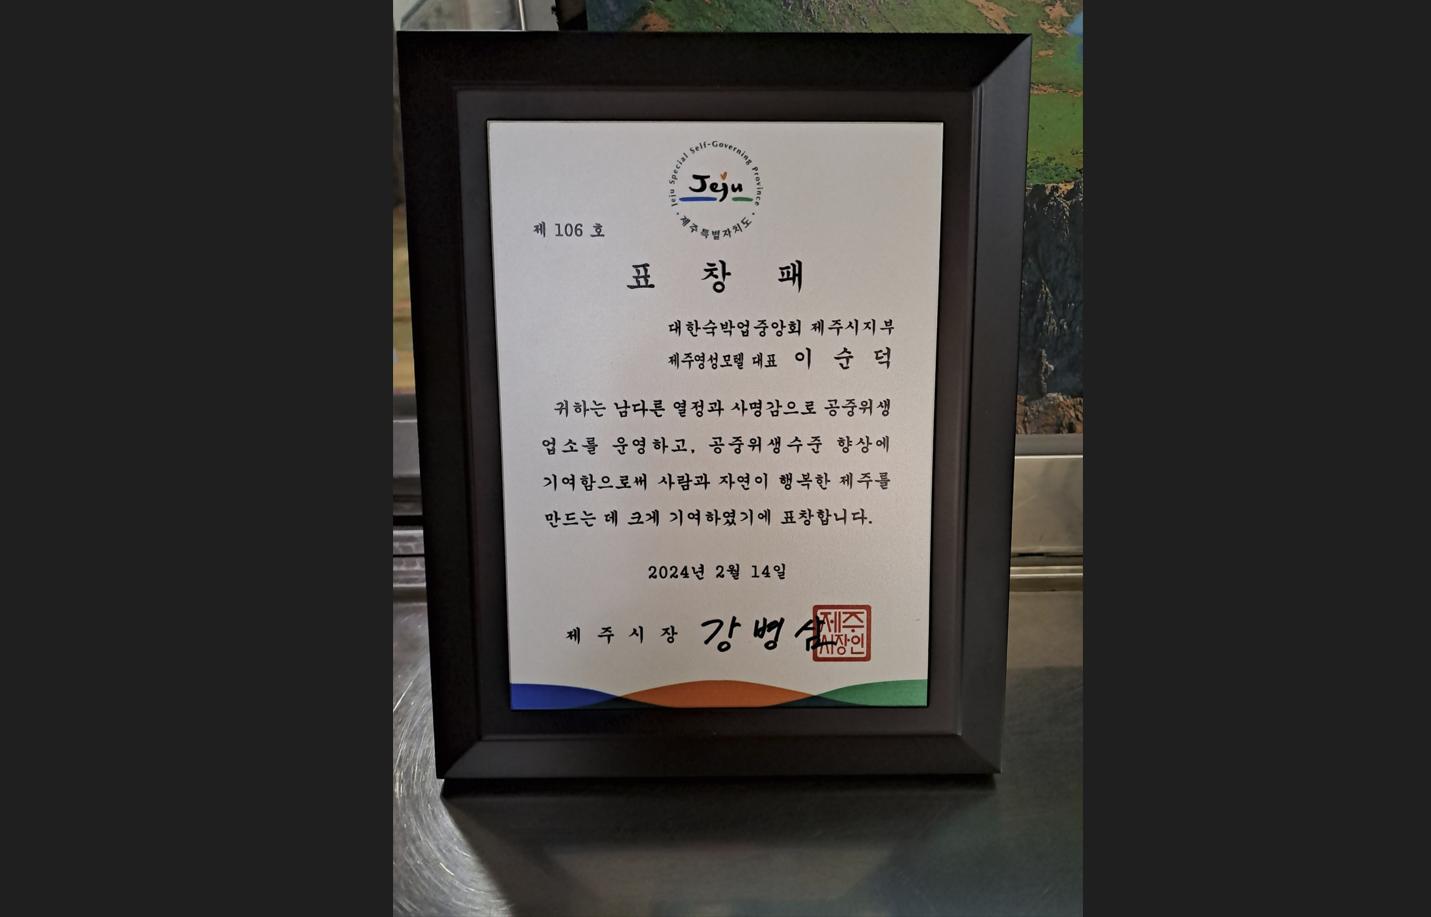 Jeju Special Self-Governing Province
Jeju
제주특별자치도
제 106 호
표 창 패
대한숙박업중앙회 제주시지부
제주영성모텔 대표 이 순 덕
귀하는 남다른 열정과 사명감으로 공중위생
업소를 운영하고, 공중위생수준 향상에
기여함으로써 사람과 자연이 행복한 제주를
만드는 데 크게 기여하였기에 표창합니다.
2024년 2월 14일
제 주 시 장 강 병 삼
제주
시장인